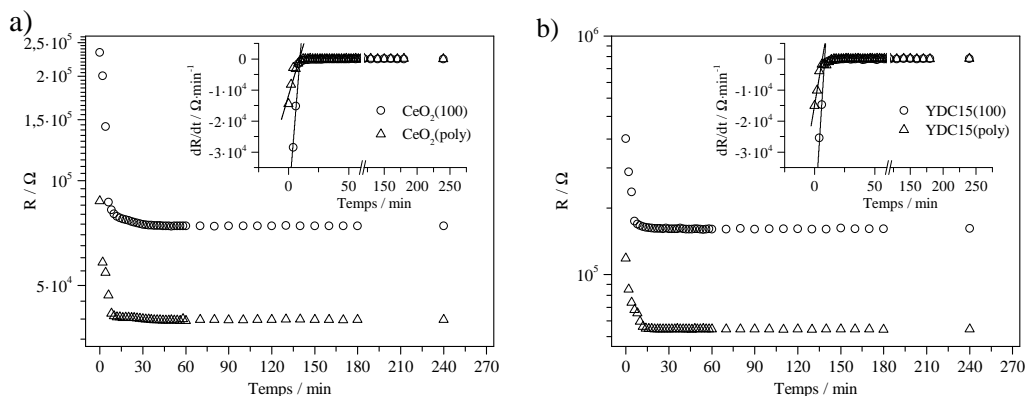 a)
2,5·10⁵
2·10⁵
1,5·10⁵
10⁵
5·10⁴
R / Ω
0 30 60 90 120 150 180 210 240 270
Temps / min
0
-1·10⁴
-2·10⁴
-3·10⁴
dR/dt / Ω·min⁻¹
CeO₂(100)
CeO₂(poly)
0 50 150 200 250
Temps / min
b)
10⁶
10⁵
R / Ω
0 30 60 90 120 150 180 210 240 270
Temps / min
0
-1·10⁴
-2·10⁴
-3·10⁴
dR/dt / Ω·min⁻¹
YDC15(100)
YDC15(poly)
0 50 150 200 250
Temps / min